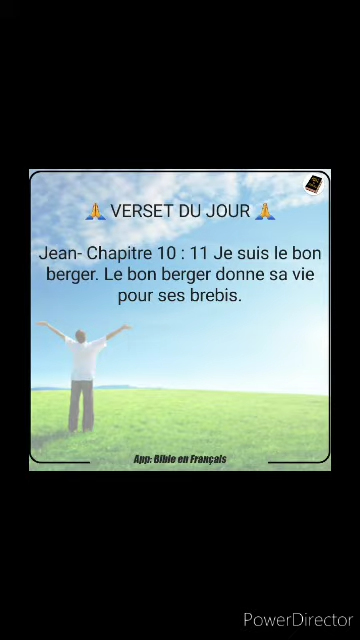 🙏 VERSET DU JOUR 🙏
Jean- Chapitre 10 : 11 Je suis le bon
berger. Le bon berger donne sa vie
pour ses brebis.
App: Bible en Français
PowerDirector